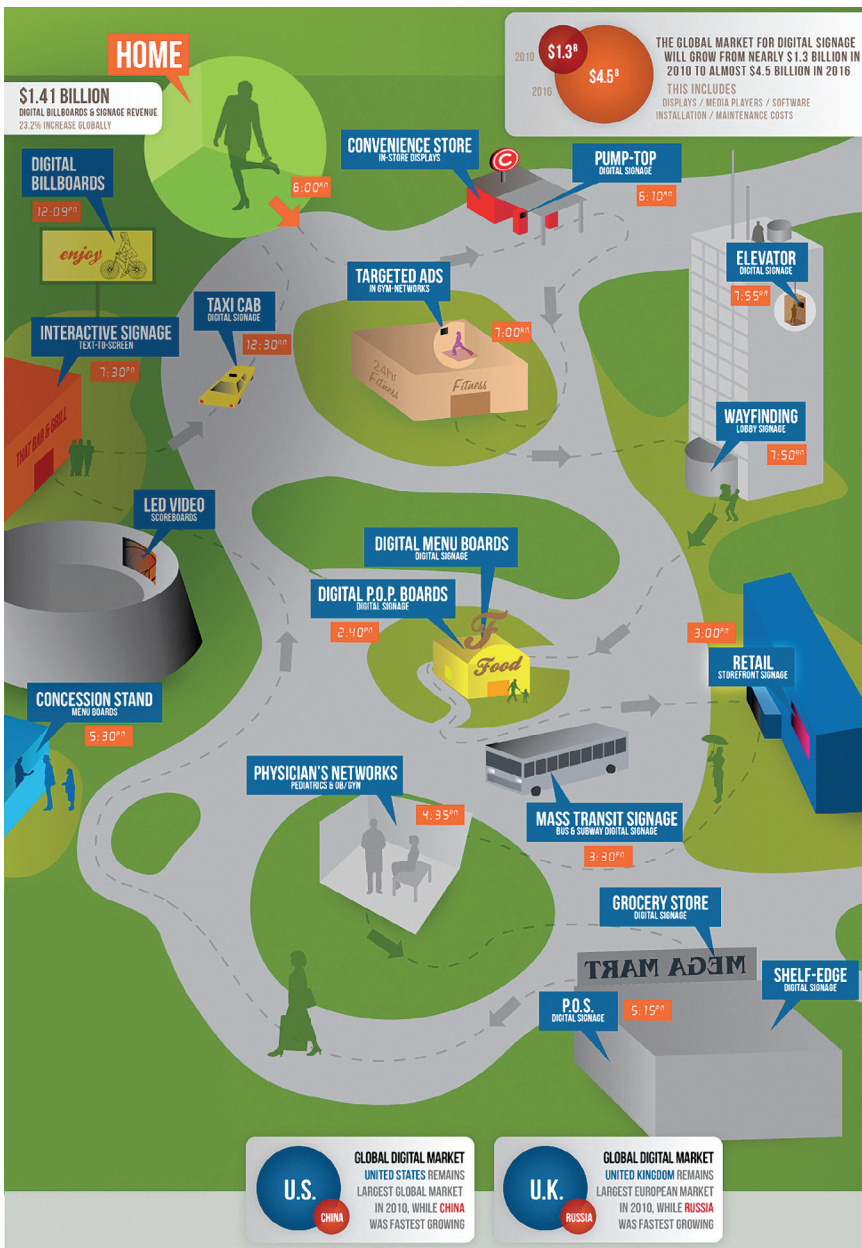 HOME
$1.41 BILLION
DIGITAL BILLBOARDS & SIGNAGE REVENUE
23.2% INCREASE GLOBALLY
2010
$1.3B
2016
$4.5B
THE GLOBAL MARKET FOR DIGITAL SIGNAGE
WILL GROW FROM NEARLY $1.3 BILLION IN
2010 TO ALMOST $4.5 BILLION IN 2016
THIS INCLUDES
DISPLAYS / MEDIA PLAYERS / SOFTWARE
INSTALLATION / MAINTENANCE COSTS
6:00AM
CONVENIENCE STORE
IN-STORE DISPLAYS
C
PUMP-TOP
DIGITAL SIGNAGE
6:10AM
DIGITAL
BILLBOARDS
12:09PM
enjoy
ELEVATOR
DIGITAL SIGNAGE
7:55AM
TARGETED ADS
IN GYM-NETWORKS
7:00AM
24hr
Fitness
Fitness
TAXI CAB
DIGITAL SIGNAGE
12:30AM
INTERACTIVE SIGNAGE
TEXT-TO-SCREEN
7:30PM
THAT BAR & GRILL
WAYFINDING
LOBBY SIGNAGE
7:50AM
LED VIDEO
SCOREBOARDS
DIGITAL MENU BOARDS
DIGITAL SIGNAGE
DIGITAL P.O.P. BOARDS
DIGITAL SIGNAGE
2:40PM
F
Food
3:00PM
RETAIL
STOREFRONT SIGNAGE
CONCESSION STAND
MENU BOARDS
5:30PM
PHYSICIAN'S NETWORKS
PEDIATRICS & OB/GYN
4:35PM
MASS TRANSIT SIGNAGE
BUS & SUBWAY DIGITAL SIGNAGE
3:30PM
GROCERY STORE
DIGITAL SIGNAGE
MEGA MART
SHELF-EDGE
DIGITAL SIGNAGE
P.O.S.
DIGITAL SIGNAGE
5:15PM
U.S.
CHINA
GLOBAL DIGITAL MARKET
UNITED STATES REMAINS
LARGEST GLOBAL MARKET
IN 2010, WHILE CHINA
WAS FASTEST GROWING
U.K.
RUSSIA
GLOBAL DIGITAL MARKET
UNITED KINGDOM REMAINS
LARGEST EUROPEAN MARKET
IN 2010, WHILE RUSSIA
WAS FASTEST GROWING